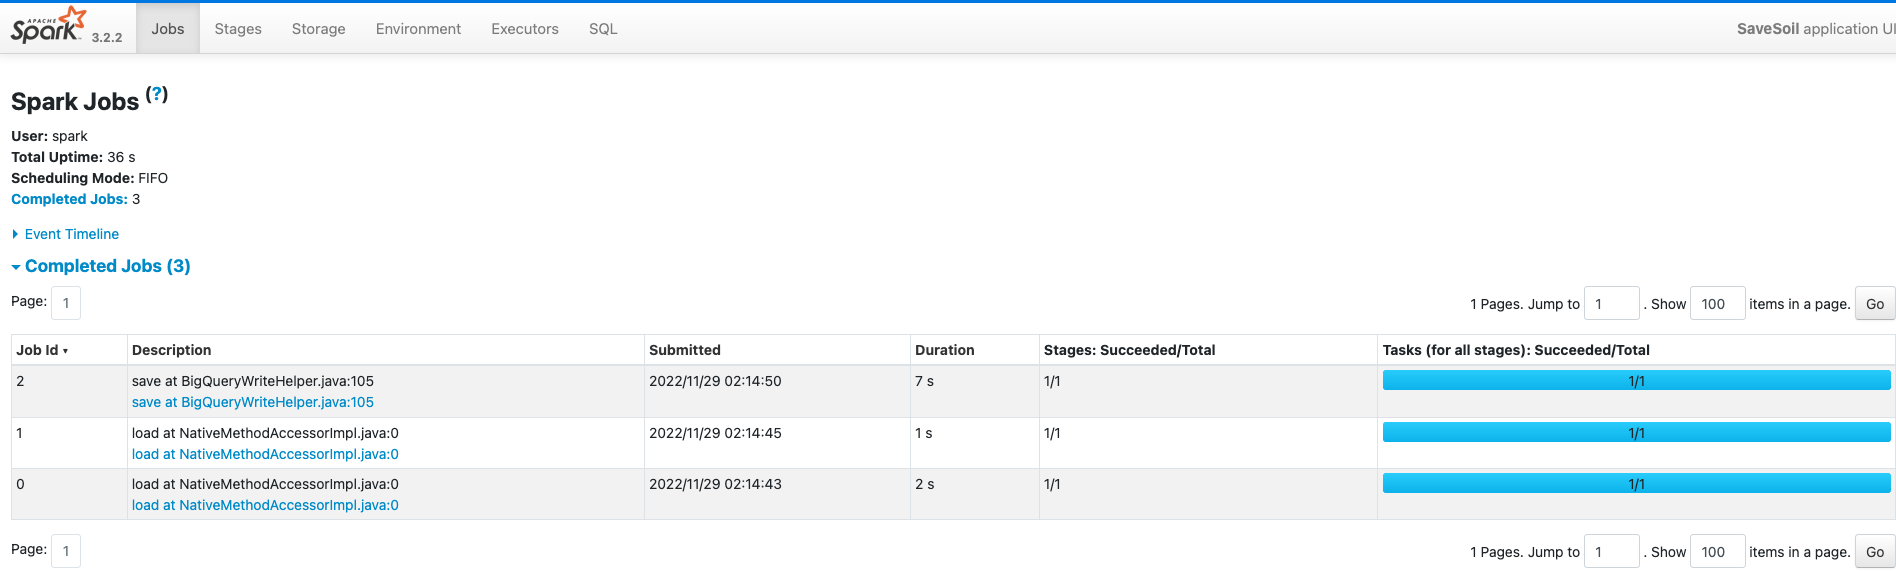 APACHE
Spark 3.2.2 Jobs Stages Storage Environment Executors SQL SaveSoil application UI
Spark Jobs (?)
User: spark
Total Uptime: 36 s
Scheduling Mode: FIFO
Completed Jobs: 3
Event Timeline
Completed Jobs (3)
Page: 1 1 Pages. Jump to 1 . Show 100 items in a page. Go
Job Id Description Submitted Duration Stages: Succeeded/Total Tasks (for all stages): Succeeded/Total
2 save at BigQueryWriteHelper.java:105 2022/11/29 02:14:50 7 s 1/1 1/1
save at BigQueryWriteHelper.java:105
1 load at NativeMethodAccessorImpl.java:0 2022/11/29 02:14:45 1 s 1/1 1/1
load at NativeMethodAccessorImpl.java:0
0 load at NativeMethodAccessorImpl.java:0 2022/11/29 02:14:43 2 s 1/1 1/1
load at NativeMethodAccessorImpl.java:0
Page: 1 1 Pages. Jump to 1 . Show 100 items in a page. Go